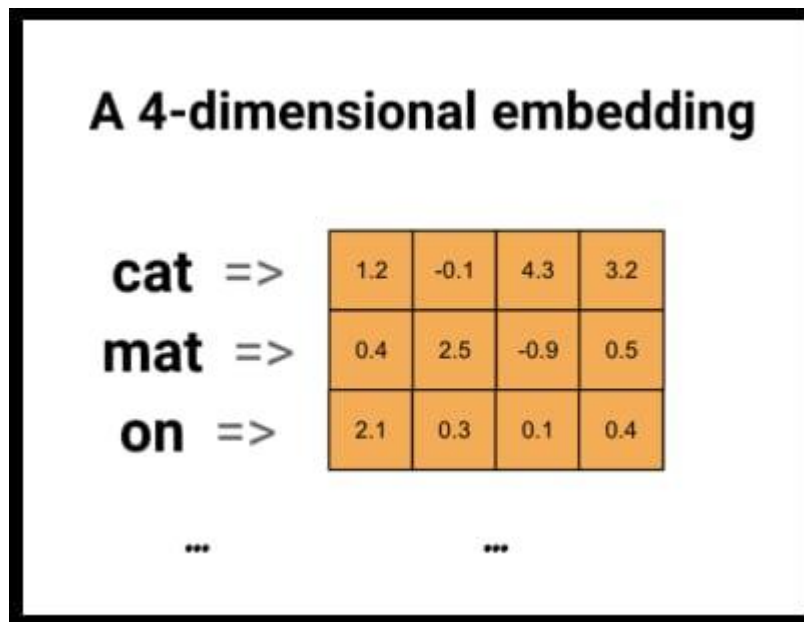 A 4-dimensional embedding
cat => 1.2 -0.1 4.3 3.2
mat => 0.4 2.5 -0.9 0.5
on => 2.1 0.3 0.1 0.4
... ...